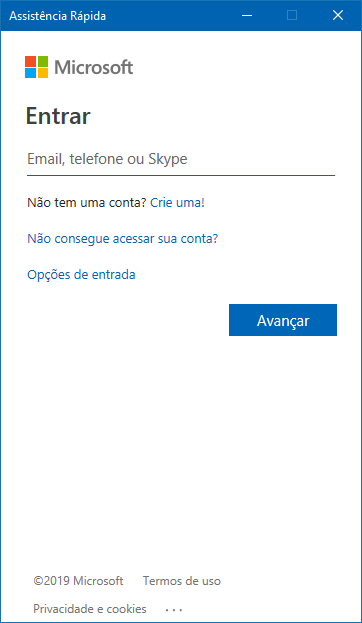 Assistência Rápida
Microsoft
Entrar
Email, telefone ou Skype
Não tem uma conta? Crie uma!
Não consegue acessar sua conta?
Opções de entrada
Avançar
©2019 Microsoft Termos de uso
Privacidade e cookies ...